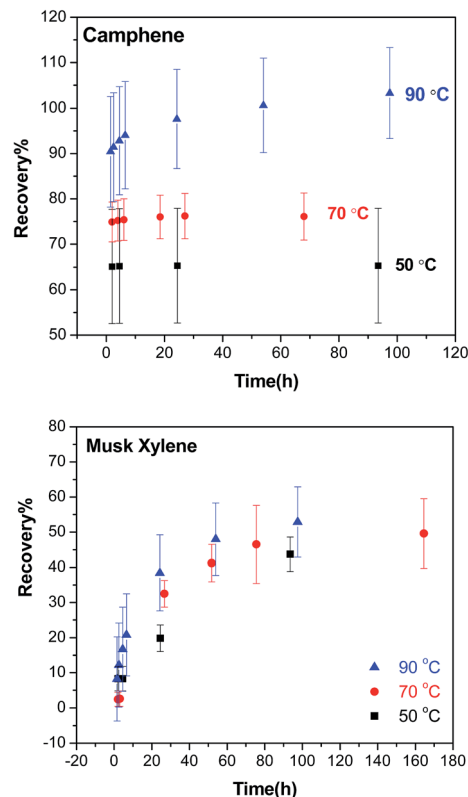 Camphene
120
110
100
90
80
70
60
50
90 °C
70 °C
50 °C
0 20 40 60 80 100 120
Recovery%
Time(h)
Musk Xylene
80
70
60
50
40
30
20
10
0
-10
90 °C
70 °C
50 °C
-20 0 20 40 60 80 100 120 140 160 180
Recovery%
Time(h)